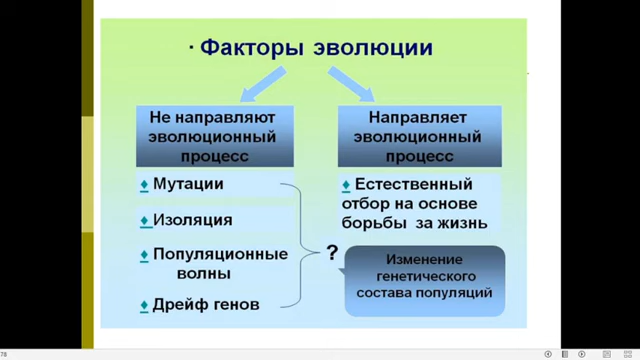 · Факторы эволюции
Не направляют
эволюционный
процесс
Направляет
эволюционный
процесс
♦ Мутации
♦ Изоляция
♦ Популяционные
волны
♦ Дрейф генов
♦ Естественный
отбор на основе
борьбы за жизнь
?
Изменение
генетического
состава популяций
78